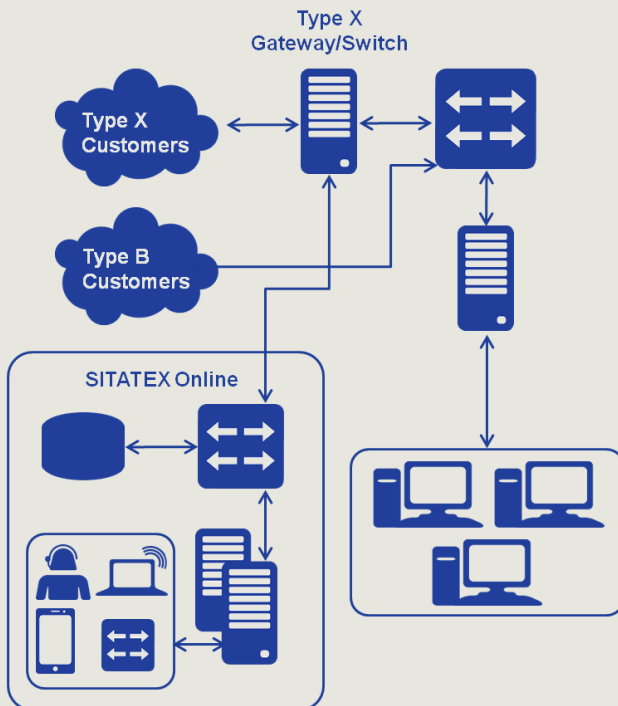 Type X
Gateway/Switch
Type X
Customers
Type B
Customers
SITATEX Online